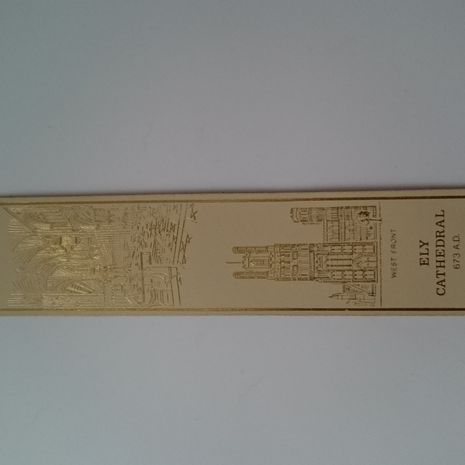 WEST FRONT
ELY
CATHEDRAL
673 A.D.